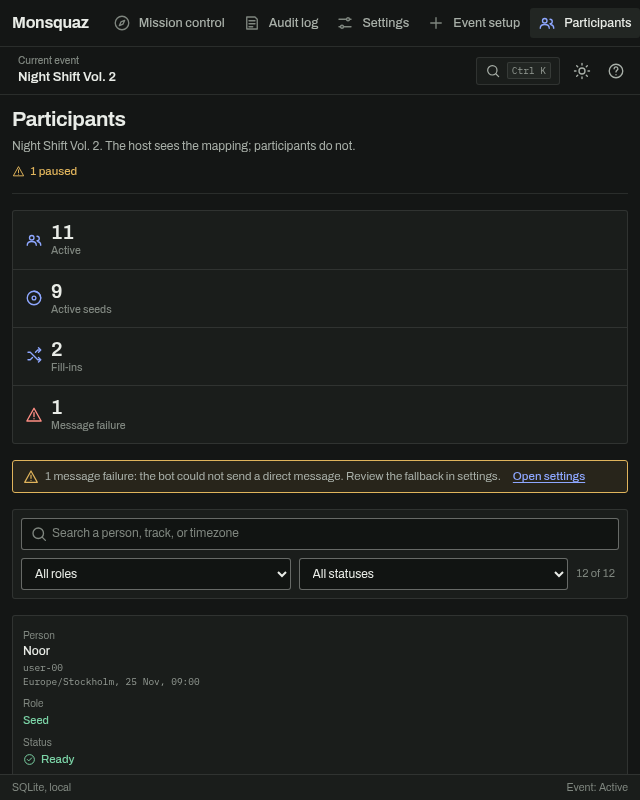 Monsquaz
Mission control
Audit log
Settings
Event setup
Participants
Current event
Night Shift Vol. 2
Ctrl K
Participants
Night Shift Vol. 2. The host sees the mapping; participants do not.
1 paused
11
Active
9
Active seeds
2
Fill-ins
1
Message failure
1 message failure: the bot could not send a direct message. Review the fallback in settings. Open settings
Search a person, track, or timezone
All roles
All statuses
12 of 12
Person
Noor
user-00
Europe/Stockholm, 25 Nov, 09:00
Role
Seed
Status
Ready
SQLite, local
Event: Active